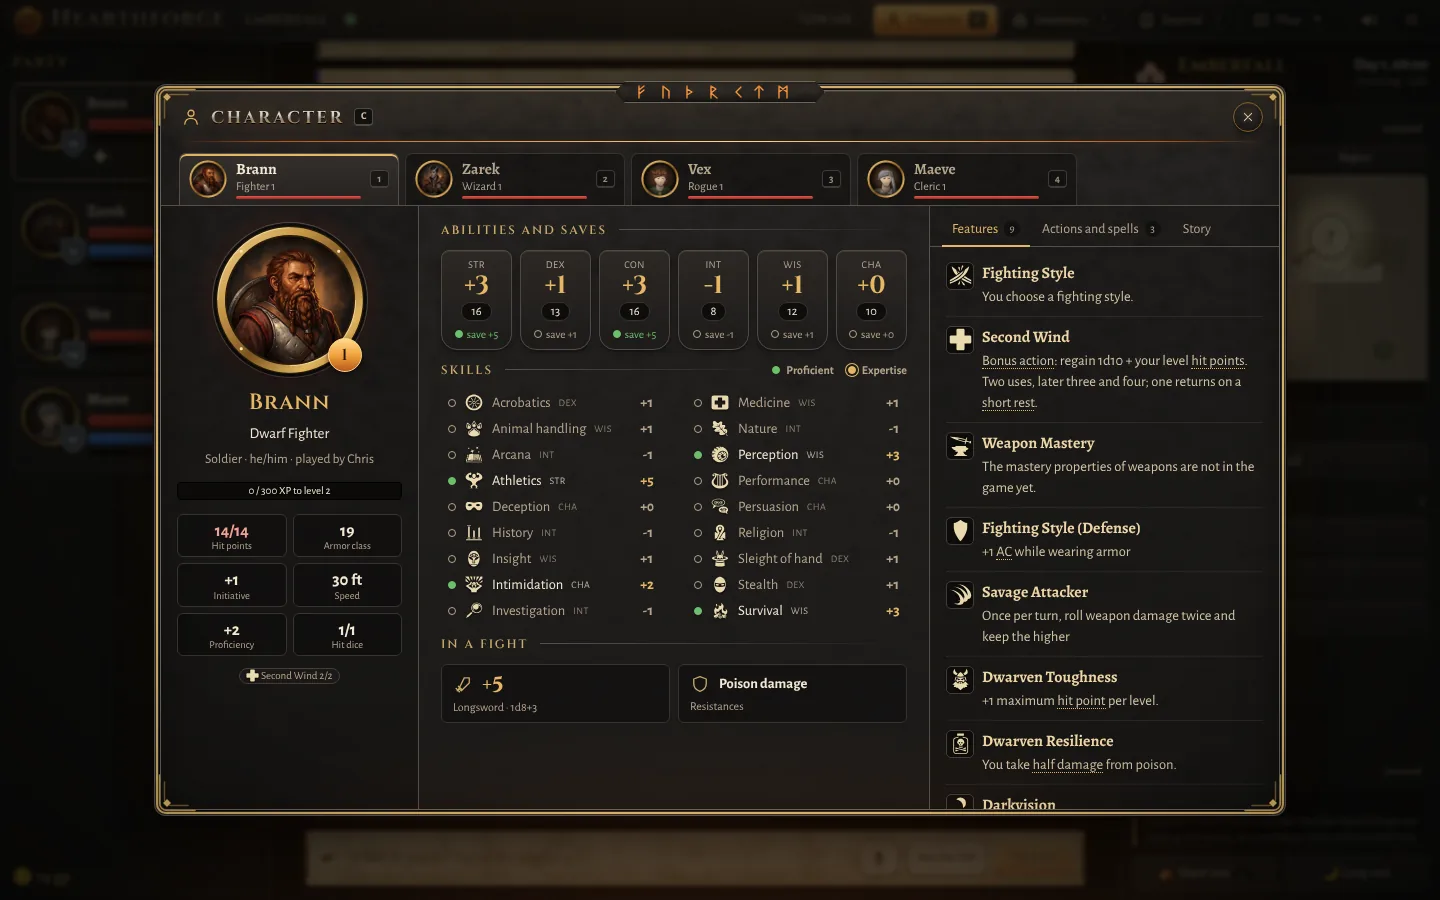 HEARTHFORGE
PARTY
EMBERFALL
ᚠ ᚢ ᚦ ᚱ ᚲ ᛏ ᛗ
CHARACTER C
Brann
Fighter 1
1
Zarek
Wizard 1
2
Vex
Rogue 1
3
Maeve
Cleric 1
4
1
BRANN
Dwarf Fighter
Soldier · he/him · played by Chris
0 / 300 XP to level 2
14/14
Hit points
19
Armor class
+1
Initiative
30 ft
Speed
+2
Proficiency
1/1
Hit dice
Second Wind 2/2
ABILITIES AND SAVES
STR
+3
16
save +5
DEX
+1
13
save +1
CON
+3
16
save +5
INT
-1
8
save -1
WIS
+1
12
save +1
CHA
+0
10
save +0
SKILLS
Proficient
Expertise
Acrobatics DEX +1
Animal handling WIS +1
Arcana INT -1
Athletics STR +5
Deception CHA +0
History INT -1
Insight WIS +1
Intimidation CHA +2
Investigation INT -1
Medicine WIS +1
Nature INT -1
Perception WIS +3
Performance CHA +0
Persuasion CHA +0
Religion INT -1
Sleight of hand DEX +1
Stealth DEX +1
Survival WIS +3
IN A FIGHT
+5
Longsword · 1d8+3
Poison damage
Resistances
Features 9
Actions and spells 3
Story
Fighting Style
You choose a fighting style.
Second Wind
Bonus action: regain 1d10 + your level hit points.
Two uses, later three and four; one returns on a
short rest.
Weapon Mastery
The mastery properties of weapons are not in the
game yet.
Fighting Style (Defense)
+1 AC while wearing armor
Savage Attacker
Once per turn, roll weapon damage twice and
keep the higher
Dwarven Toughness
+1 maximum hit point per level.
Dwarven Resilience
You take half damage from poison.
Darkvision